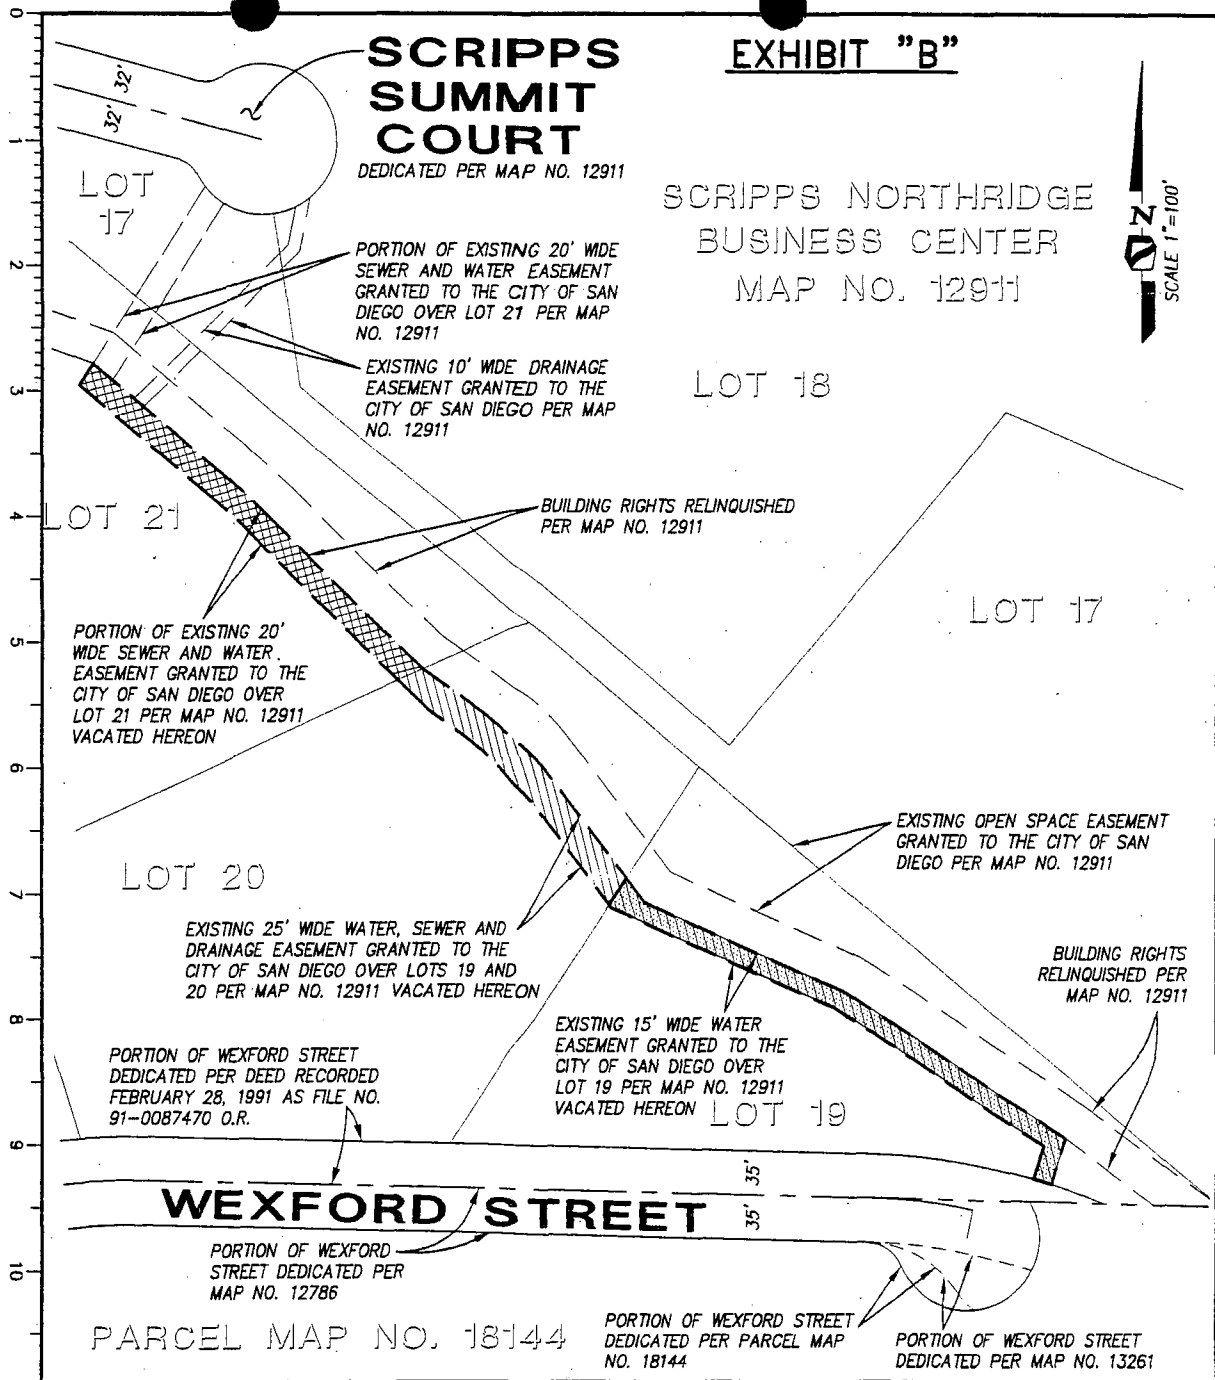 EXHIBIT "B"
SCRIPPS
SUMMIT
COURT
DEDICATED PER MAP NO. 12911
32'
32'
LOT
17
SCRIPPS NORTHRIDGE
BUSINESS CENTER
MAP NO. 12911
N
SCALE 1"=100'
PORTION OF EXISTING 20' WIDE
SEWER AND WATER EASEMENT
GRANTED TO THE CITY OF SAN
DIEGO OVER LOT 21 PER MAP
NO. 12911
EXISTING 10' WIDE DRAINAGE
EASEMENT GRANTED TO THE
CITY OF SAN DIEGO PER MAP
NO. 12911
LOT 18
LOT 21
BUILDING RIGHTS RELINQUISHED
PER MAP NO. 12911
LOT 17
PORTION OF EXISTING 20'
WIDE SEWER AND WATER
EASEMENT GRANTED TO THE
CITY OF SAN DIEGO OVER
LOT 21 PER MAP NO. 12911
VACATED HEREON
EXISTING OPEN SPACE EASEMENT
GRANTED TO THE CITY OF SAN
DIEGO PER MAP NO. 12911
LOT 20
EXISTING 25' WIDE WATER, SEWER AND
DRAINAGE EASEMENT GRANTED TO THE
CITY OF SAN DIEGO OVER LOTS 19 AND
20 PER MAP NO. 12911 VACATED HEREON
BUILDING RIGHTS
RELINQUISHED PER
MAP NO. 12911
EXISTING 15' WIDE WATER
EASEMENT GRANTED TO THE
CITY OF SAN DIEGO OVER
LOT 19 PER MAP NO. 12911
VACATED HEREON
LOT 19
PORTION OF WEXFORD STREET
DEDICATED PER DEED RECORDED
FEBRUARY 28, 1991 AS FILE NO.
91-0087470 O.R.
35'
35'
WEXFORD STREET
PORTION OF WEXFORD
STREET DEDICATED PER
MAP NO. 12786
PARCEL MAP NO. 18144
PORTION OF WEXFORD STREET
DEDICATED PER PARCEL MAP
NO. 18144
PORTION OF WEXFORD STREET
DEDICATED PER MAP NO. 13261
0
1
2
3
4
5
6
7
8
9
10